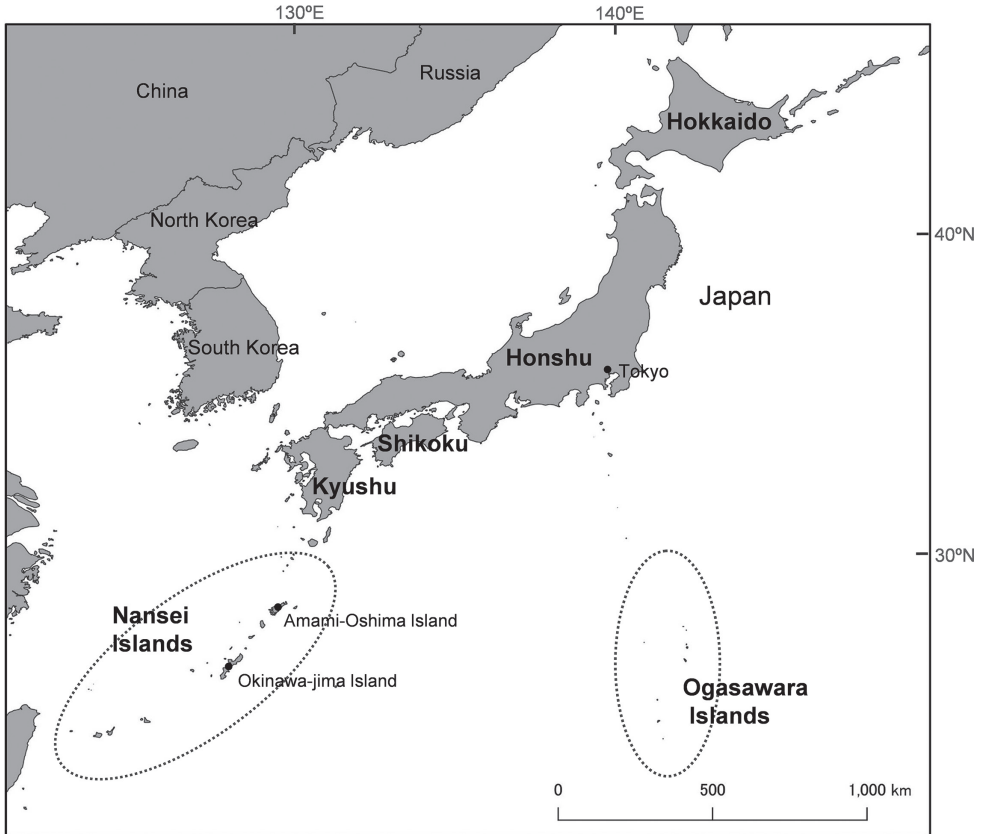 130ºE
140ºE
China
Russia
Hokkaido
North Korea
40ºN
Japan
South Korea
Honshu
Tokyo
Shikoku
Kyushu
30ºN
Nansei
Islands
Amami-Oshima Island
Okinawa-jima Island
Ogasawara
Islands
0 500 1,000 km